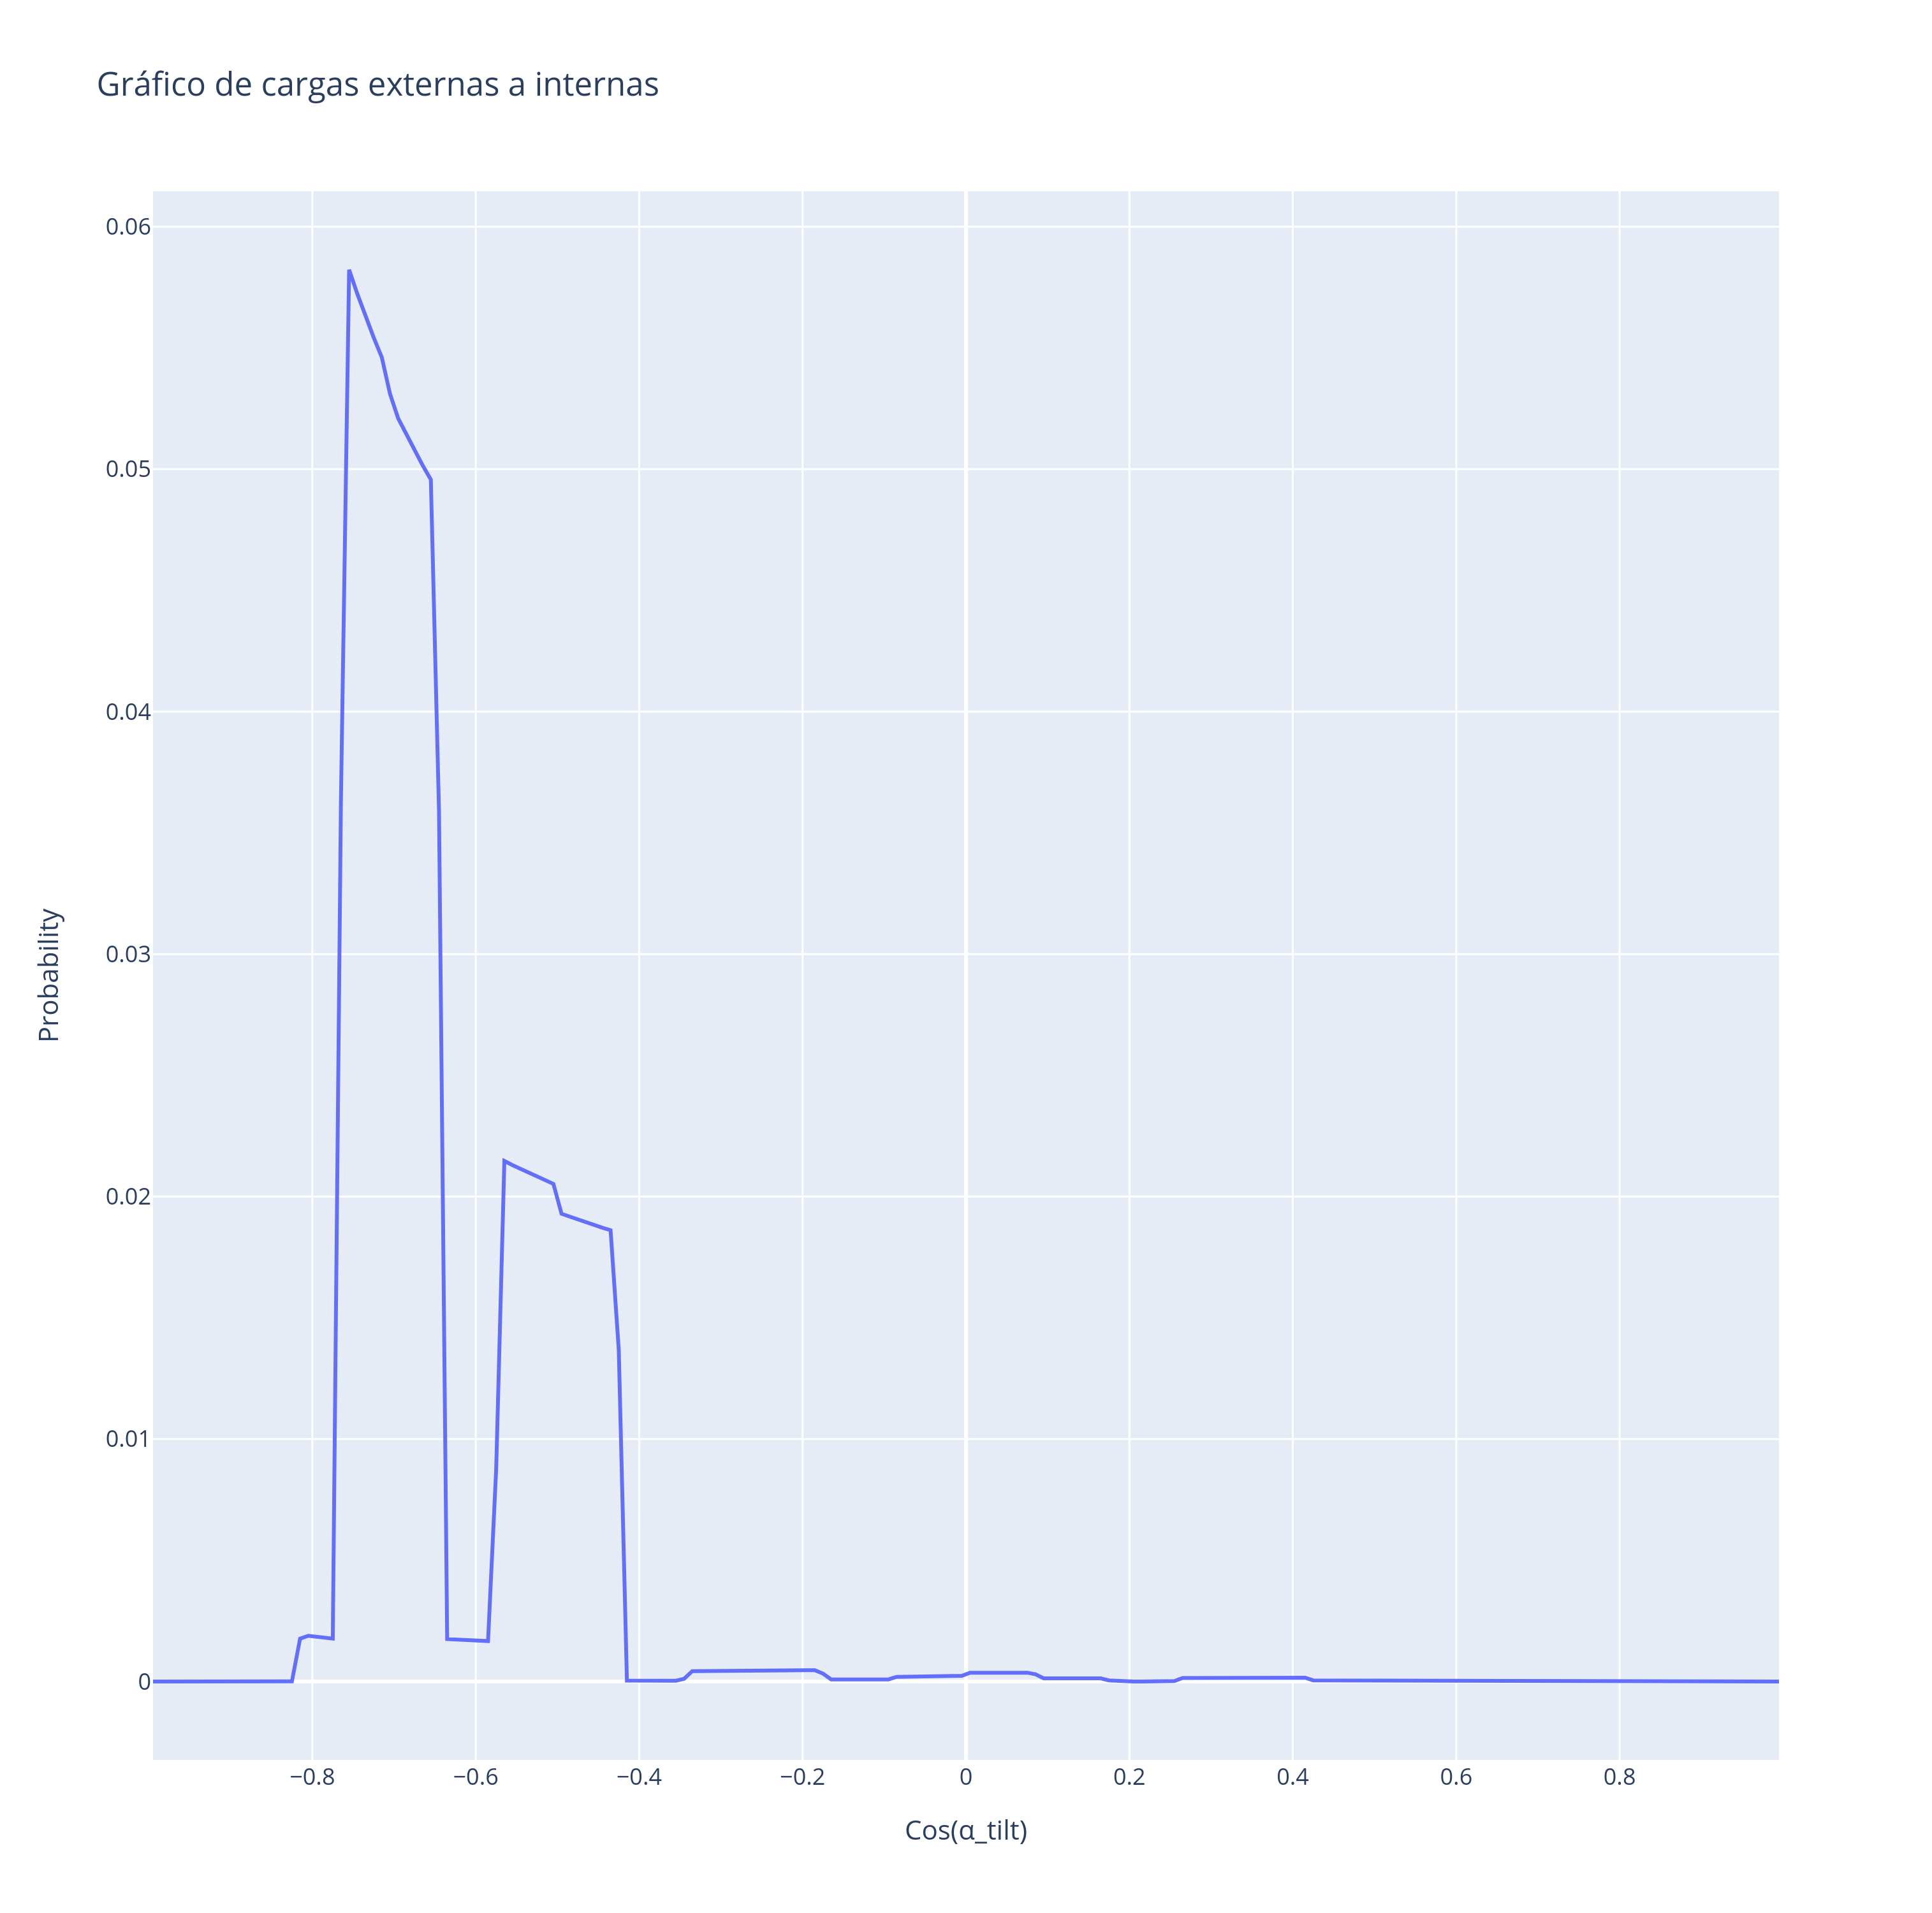 Gráfico de cargas externas a internas
0.06
0.05
0.04
0.03
0.02
0.01
0
Probability
−0.8 −0.6 −0.4 −0.2 0 0.2 0.4 0.6 0.8
Cos(α_tilt)